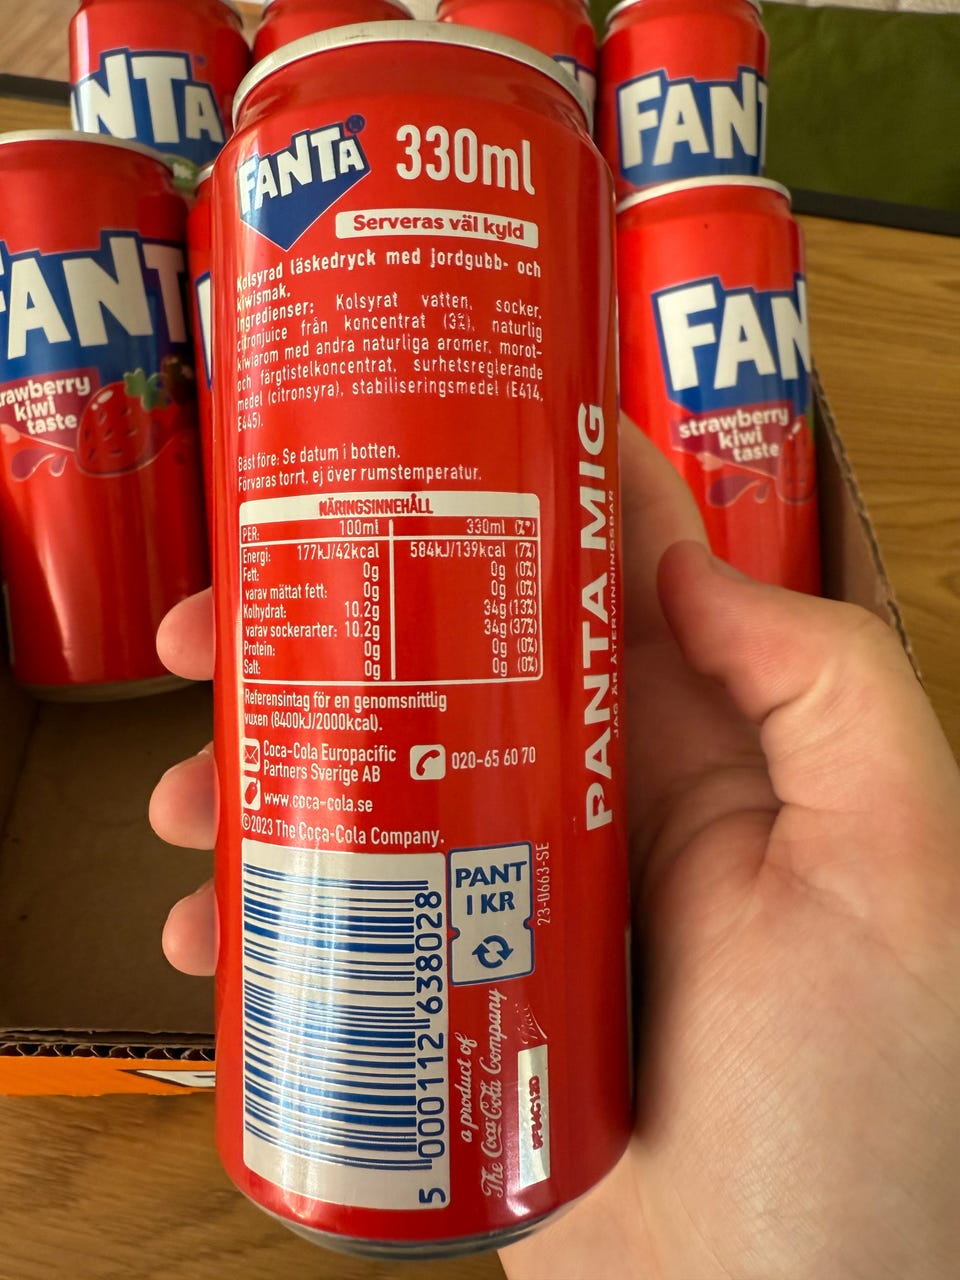 FANTA®
330ml
Serveras väl kyld
Kolsyrad läskedryck med jordgubb- och
kiwismak.
Ingredienser: Kolsyrat vatten, socker,
citronjuice från koncentrat (3%), naturlig
kiwiarom med andra naturliga aromer, morot-
och färgtistelkoncentrat, surhetsreglerande
medel (citronsyra), stabiliseringsmedel (E414,
E445).
Bäst före: Se datum i botten.
Förvaras torrt, ej över rumstemperatur.
NÄRINGSINNEHÅLL
PER: 100ml 330ml (%*)
Energi: 177kJ/42kcal 584kJ/139kcal (7%)
Fett: 0g 0g (0%)
varav mättat fett: 0g 0g (0%)
Kolhydrat: 10.2g 34g (13%)
varav sockerarter: 10.2g 34g (37%)
Protein: 0g 0g (0%)
Salt: 0g 0g (0%)
Referensintag för en genomsnittlig
vuxen (8400kJ/2000kcal).
Coca-Cola Europacific
Partners Sverige AB
020-65 60 70
www.coca-cola.se
©2023 The Coca-Cola Company.
5 000112 638028
PANT
1 KR
23-0663-SE
a product of
The Coca-Cola Company
PANTA MIG
JAG ÄR ÅTERVINNINGSBAR
FANTA
FANT
FANT
strawberry
kiwi
taste
FAN
strawberry
kiwi
taste